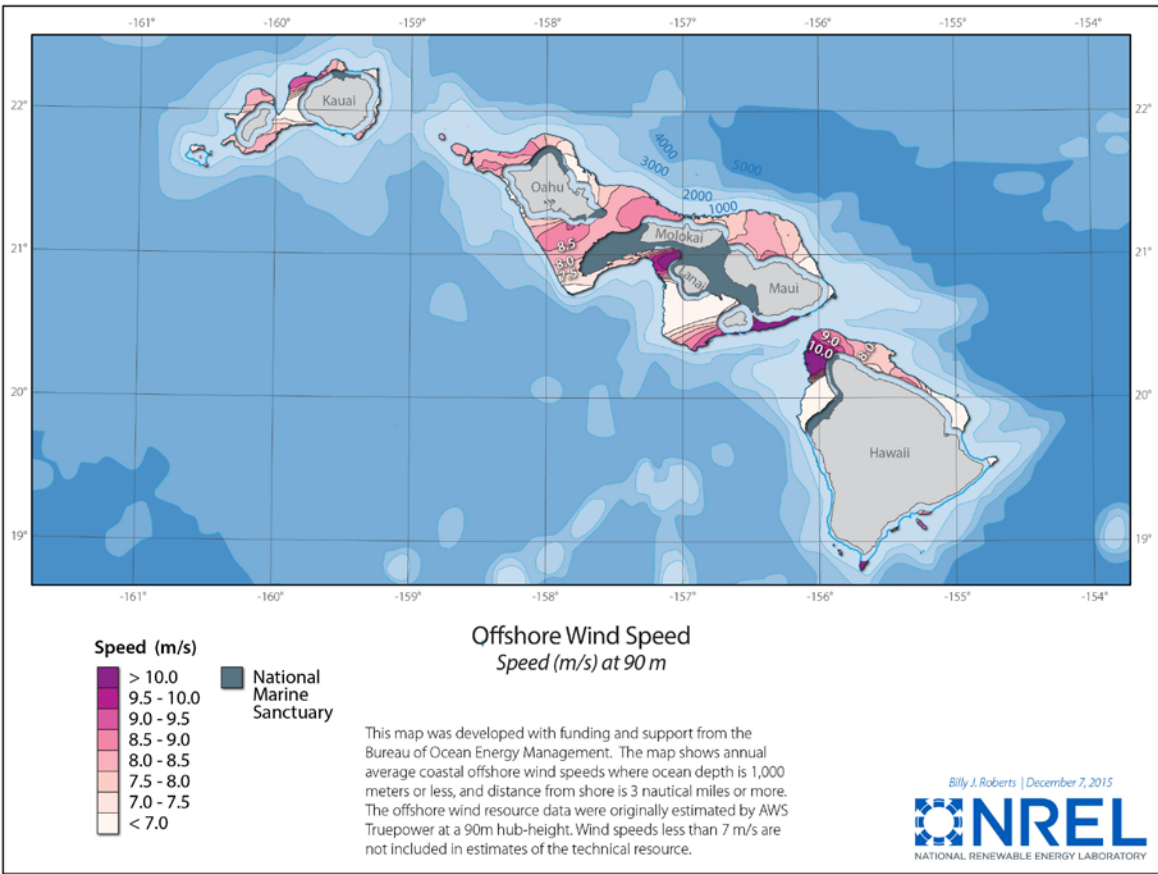 -161°
-160°
-159°
-158°
-157°
-156°
-155°
-154°
22°
22°
Kauai
4000
3000
5000
2000
1000
Oahu
21°
21°
8.5
8.0
7.5
Molokai
Lanai
Maui
9.0
10.0
8.0
20°
20°
Hawaii
19°
19°
-161°
-160°
-159°
-158°
-157°
-156°
-155°
-154°
Offshore Wind Speed
Speed (m/s) at 90 m
Speed (m/s)
> 10.0
9.5 - 10.0
9.0 - 9.5
8.5 - 9.0
8.0 - 8.5
7.5 - 8.0
7.0 - 7.5
< 7.0
National
Marine
Sanctuary
This map was developed with funding and support from the
Bureau of Ocean Energy Management. The map shows annual
average coastal offshore wind speeds where ocean depth is 1,000
meters or less, and distance from shore is 3 nautical miles or more.
The offshore wind resource data were originally estimated by AWS
Truepower at a 90m hub-height. Wind speeds less than 7 m/s are
not included in estimates of the technical resource.
Billy J. Roberts | December 7, 2015
NREL
NATIONAL RENEWABLE ENERGY LABORATORY